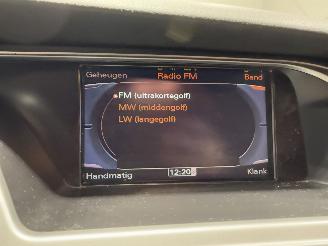 Geheugen Radio FM Band
FM (ultrakortegolf)
MW (middengolf)
LW (langegolf)
Handmatig 12:20 Klank